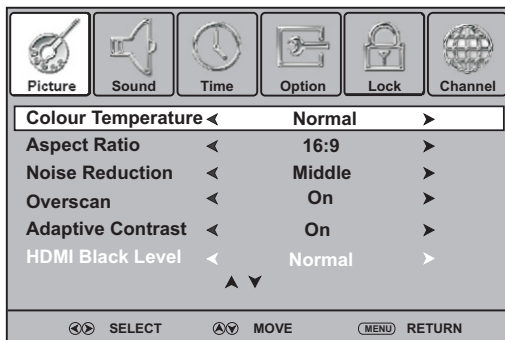 Picture Sound Time Option Lock Channel
Colour Temperature Normal
Aspect Ratio 16:9
Noise Reduction Middle
Overscan On
Adaptive Contrast On
HDMI Black Level Normal
SELECT MOVE MENU RETURN